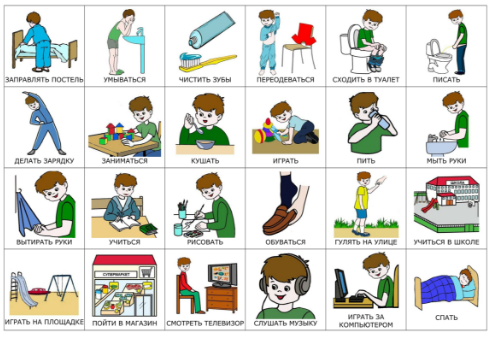 ЗАПРАВЛЯТЬ ПОСТЕЛЬ
УМЫВАТЬСЯ
ЧИСТИТЬ ЗУБЫ
ПЕРЕОДЕВАТЬСЯ
СХОДИТЬ В ТУАЛЕТ
ПИСАТЬ
ДЕЛАТЬ ЗАРЯДКУ
ЗАНИМАТЬСЯ
КУШАТЬ
ИГРАТЬ
ПИТЬ
МЫТЬ РУКИ
ВЫТИРАТЬ РУКИ
УЧИТЬСЯ
РИСОВАТЬ
ОБУВАТЬСЯ
ГУЛЯТЬ НА УЛИЦЕ
ШКОЛА
УЧИТЬСЯ В ШКОЛЕ
ИГРАТЬ НА ПЛОЩАДКЕ
СУПЕРМАРКЕТ
ПОЙТИ В МАГАЗИН
СМОТРЕТЬ ТЕЛЕВИЗОР
СЛУШАТЬ МУЗЫКУ
ИГРАТЬ ЗА
КОМПЬЮТЕРОМ
СПАТЬ